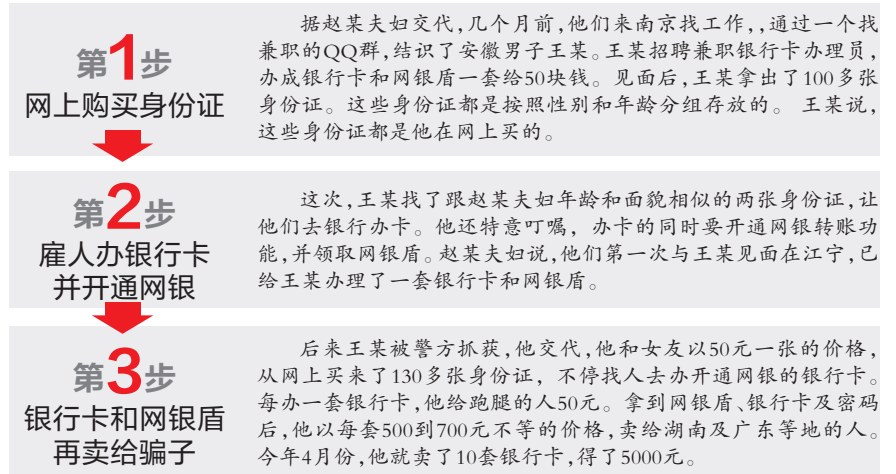 第1步
网上购买身份证
据赵某夫妇交代,几个月前,他们来南京找工作,,通过一个找
兼职的QQ群,结识了安徽男子王某。王某招聘兼职银行卡办理员,
办成银行卡和网银盾一套给50块钱。见面后,王某拿出了100多张
身份证。这些身份证都是按照性别和年龄分组存放的。 王某说,
这些身份证都是他在网上买的。
第2步
雇人办银行卡
并开通网银
这次,王某找了跟赵某夫妇年龄和面貌相似的两张身份证,让
他们去银行办卡。他还特意叮嘱, 办卡的同时要开通网银转账功
能,并领取网银盾。赵某夫妇说,他们第一次与王某见面在江宁,已
给王某办理了一套银行卡和网银盾。
第3步
银行卡和网银盾
再卖给骗子
后来王某被警方抓获,他交代,他和女友以50元一张的价格,
从网上买来了130多张身份证, 不停找人去办开通网银的银行卡。
每办一套银行卡,他给跑腿的人50元。拿到网银盾、银行卡及密码
后,他以每套500到700元不等的价格,卖给湖南及广东等地的人。
今年4月份,他就卖了10套银行卡,得了5000元。